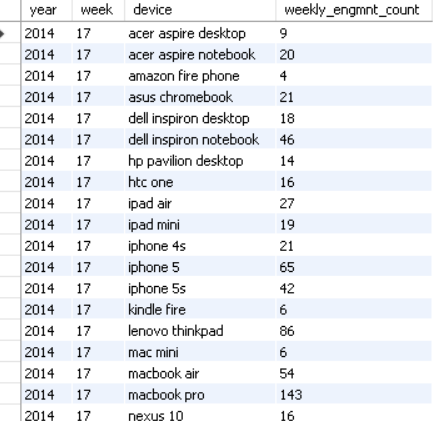 year week device weekly_engmnt_count
2014 17 acer aspire desktop 9
2014 17 acer aspire notebook 20
2014 17 amazon fire phone 4
2014 17 asus chromebook 21
2014 17 dell inspiron desktop 18
2014 17 dell inspiron notebook 46
2014 17 hp pavilion desktop 14
2014 17 htc one 16
2014 17 ipad air 27
2014 17 ipad mini 19
2014 17 iphone 4s 21
2014 17 iphone 5 65
2014 17 iphone 5s 42
2014 17 kindle fire 6
2014 17 lenovo thinkpad 86
2014 17 mac mini 6
2014 17 macbook air 54
2014 17 macbook pro 143
2014 17 nexus 10 16